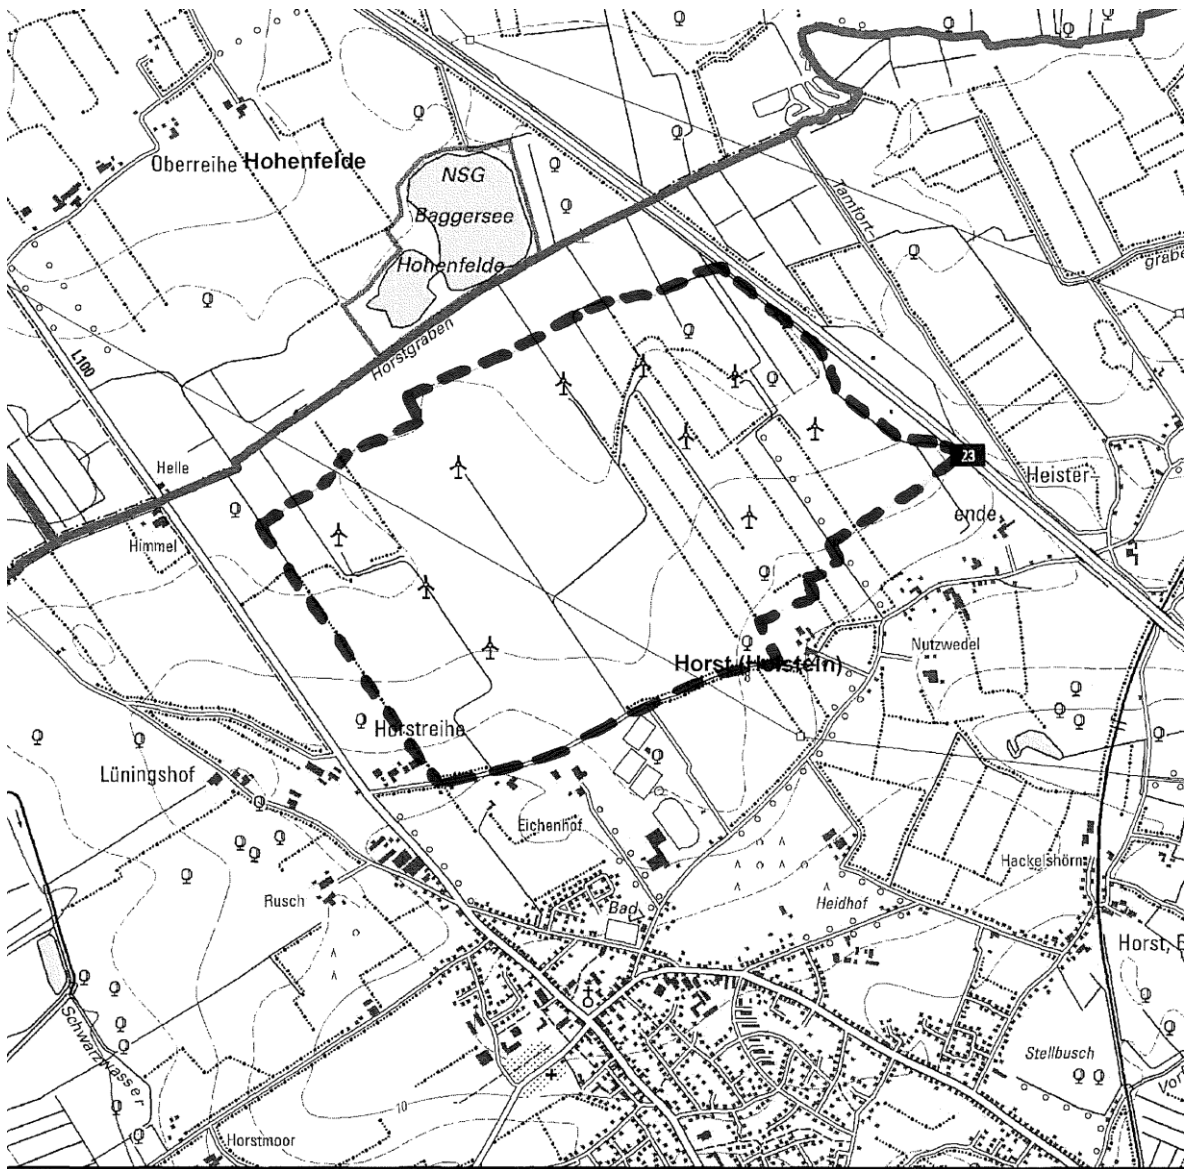 Oberreihe Hohenfelde
NSG
Baggersee
Hohenfelde
Tamfort-
grabe
Horstgraben
L100
Helle
Himmel
23
Heister-
ende
Nutzwedel
Horst (Holstein)
Horstreihe
Lüningshof
Eichenhof
Hackelshörn
Rusch
Bad
Heidhof
Horst, B
Schwarzwasser
Stellbusch
10
Horstmoor